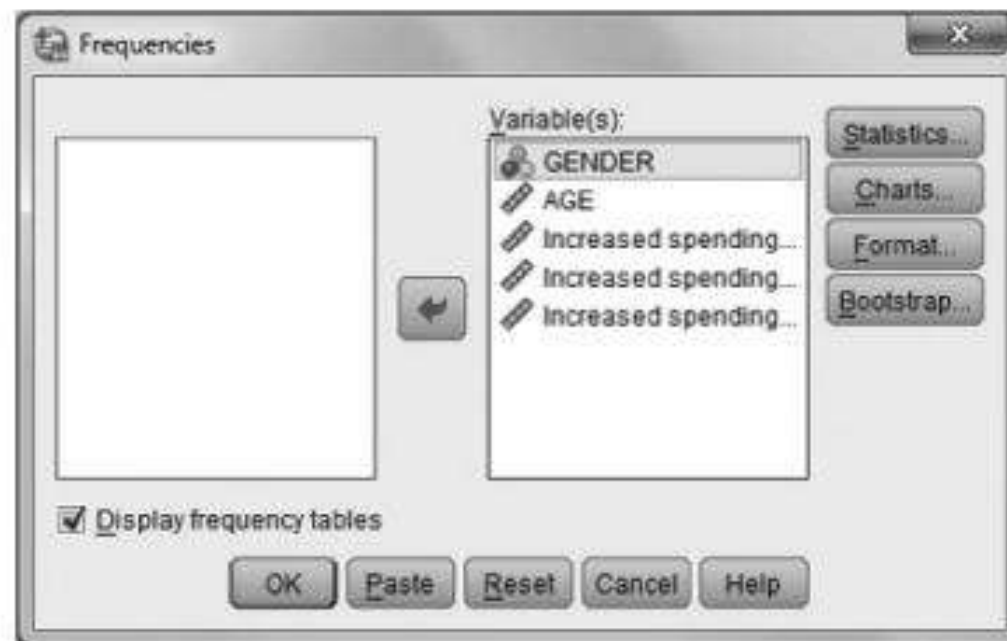 Frequencies
Variable(s):
GENDER
AGE
Increased spending...
Increased spending...
Increased spending...
Statistics...
Charts...
Format...
Bootstrap...
Display frequency tables
OK Paste Reset Cancel Help